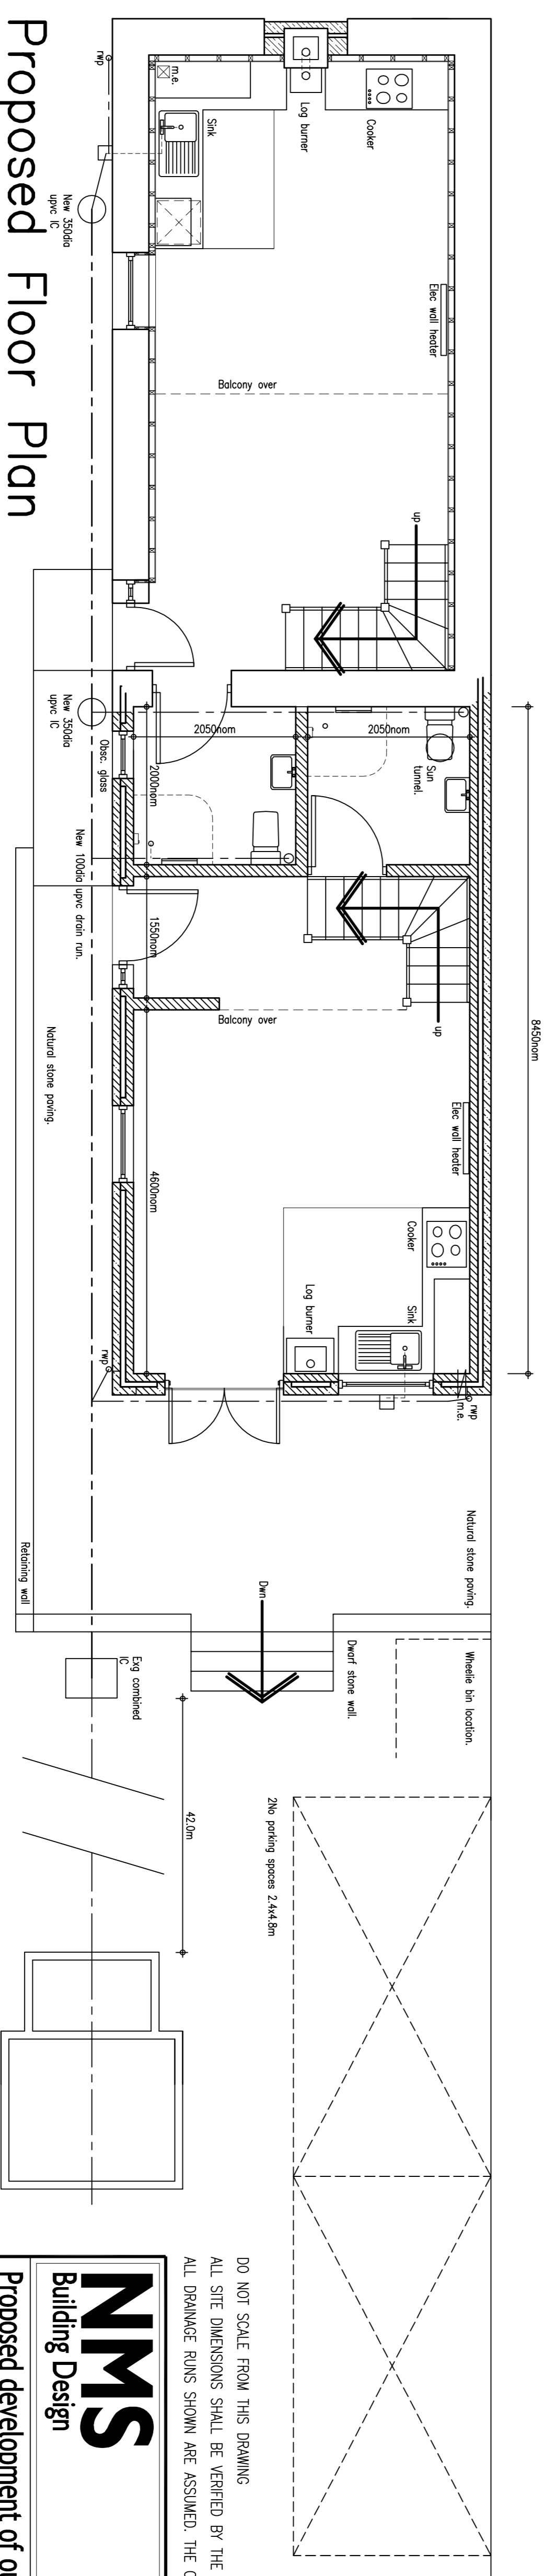 Proposed Floor Plan
rwp
m.e.
Sink
Log burner
Cooker
New 350dia
upvc IC
Elec wall heater
Balcony over
up
New 350dia
upvc IC
Obsc. glass
2050nom
2050nom
2000nom
Sun
tunnel.
New 100dia upvc drain run.
1550nom
Balcony over
up
8450nom
Natural stone paving.
Elec wall heater
4600nom
Cooker
Sink
Log burner
rwp
rwp
m.e.
Natural stone paving.
Retaining wall
Dwn
Exg combined
IC
Dwarf stone wall.
Wheelie bin location.
42.0m
2No parking spaces 2.4x4.8m
DO NOT SCALE FROM THIS DRAWING
ALL SITE DIMENSIONS SHALL BE VERIFIED BY THE
ALL DRAINAGE RUNS SHOWN ARE ASSUMED. THE
NMS
Building Design
Proposed development of